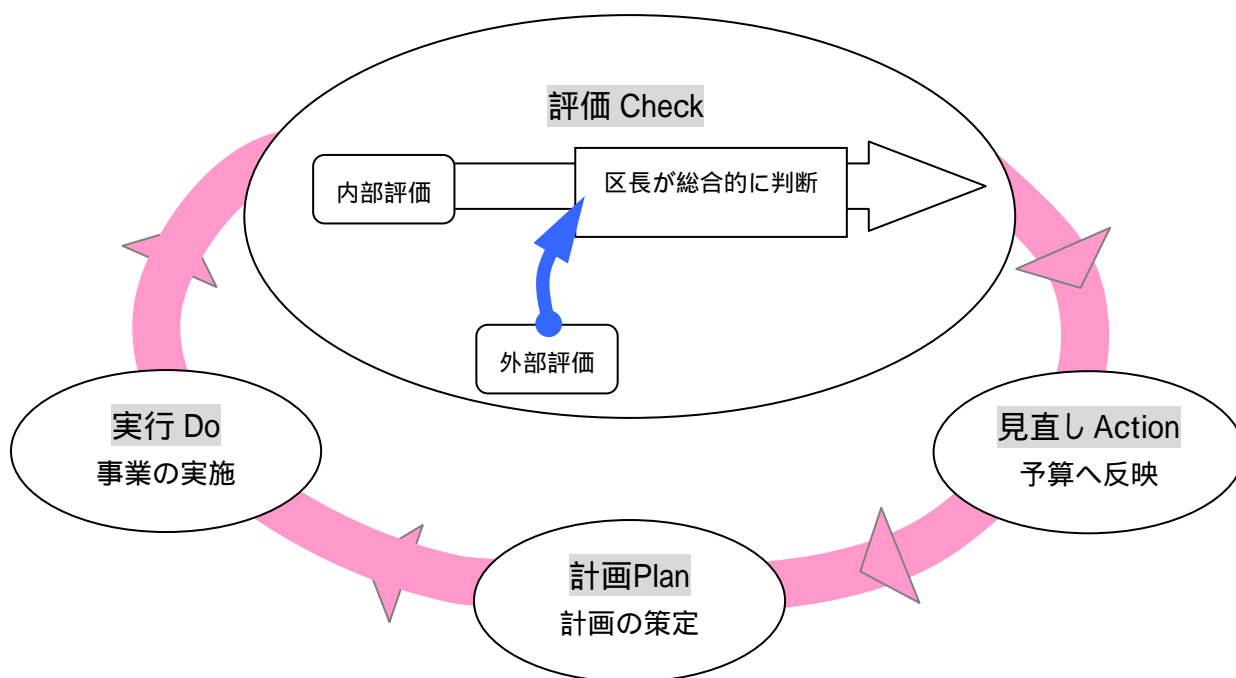 評価 Check
内部評価
区長が総合的に判断
外部評価
実行 Do
事業の実施
見直し Action
予算へ反映
計画Plan
計画の策定